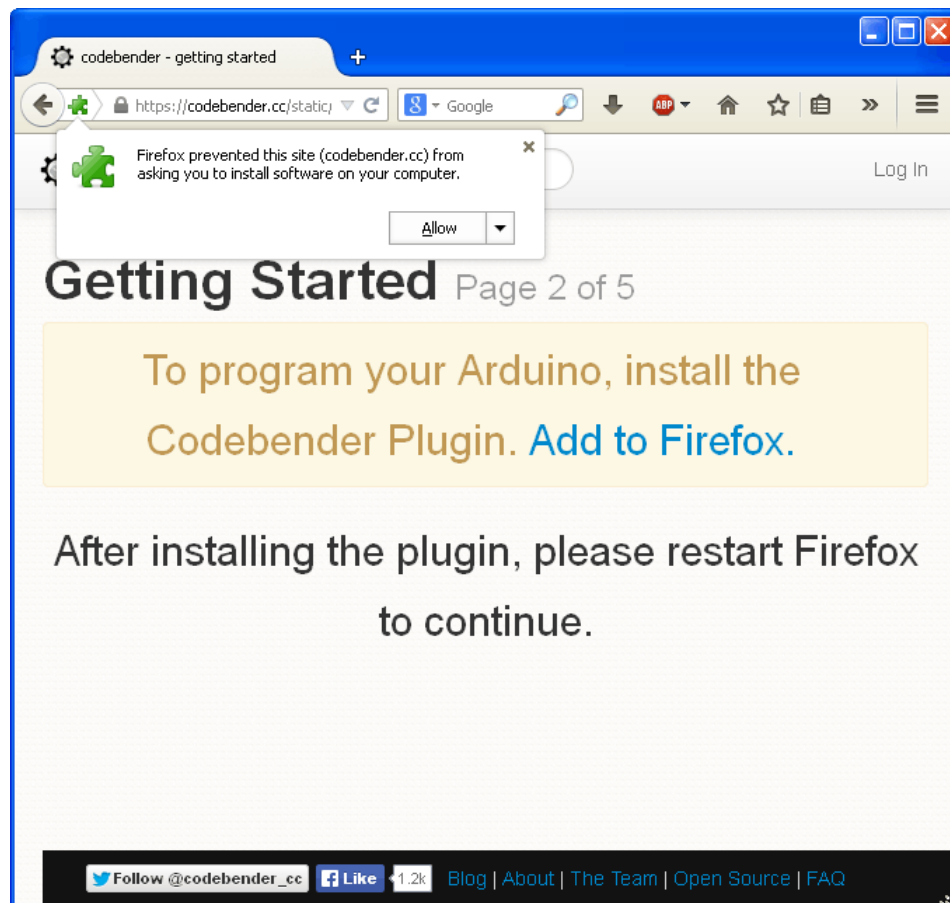 codebender - getting started
https://codebender.cc/static/
Google
ABP
Firefox prevented this site (codebender.cc) from
asking you to install software on your computer.
Allow
Log In
Getting Started Page 2 of 5
To program your Arduino, install the
Codebender Plugin. Add to Firefox.
After installing the plugin, please restart Firefox
to continue.
Follow @codebender_cc Like 1.2k Blog | About | The Team | Open Source | FAQ